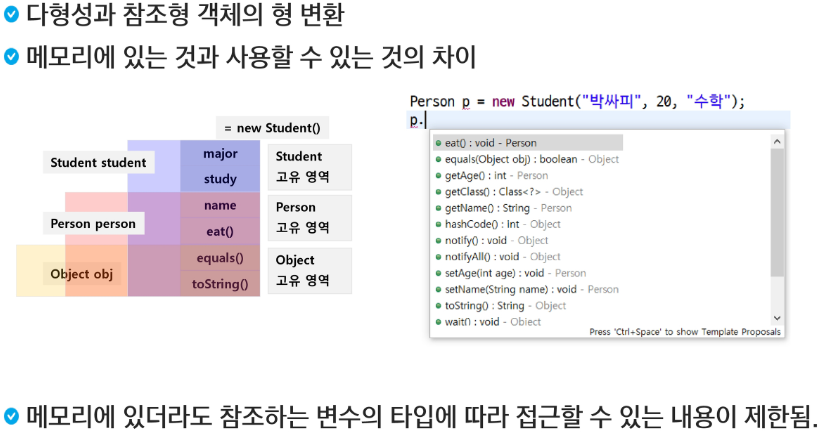 다형성과 참조형 객체의 형 변환
메모리에 있는 것과 사용할 수 있는 것의 차이
= new Student()
Student student
major
study
Student
고유 영역
Person person
name
eat()
Person
고유 영역
Object obj
equals()
toString()
Object
고유 영역
Person p = new Student("박싸피", 20, "수학");
p.
eat() : void - Person
equals(Object obj) : boolean - Object
getAge() : int - Person
getClass() : Class<?> - Object
getName() : String - Person
hashCode() : int - Object
notify() : void - Object
notifyAll() : void - Object
setAge(int age) : void - Person
setName(String name) : void - Person
toString() : String - Object
wait() : void - Object
Press 'Ctrl+Space' to show Template Proposals
메모리에 있더라도 참조하는 변수의 타입에 따라 접근할 수 있는 내용이 제한됨.